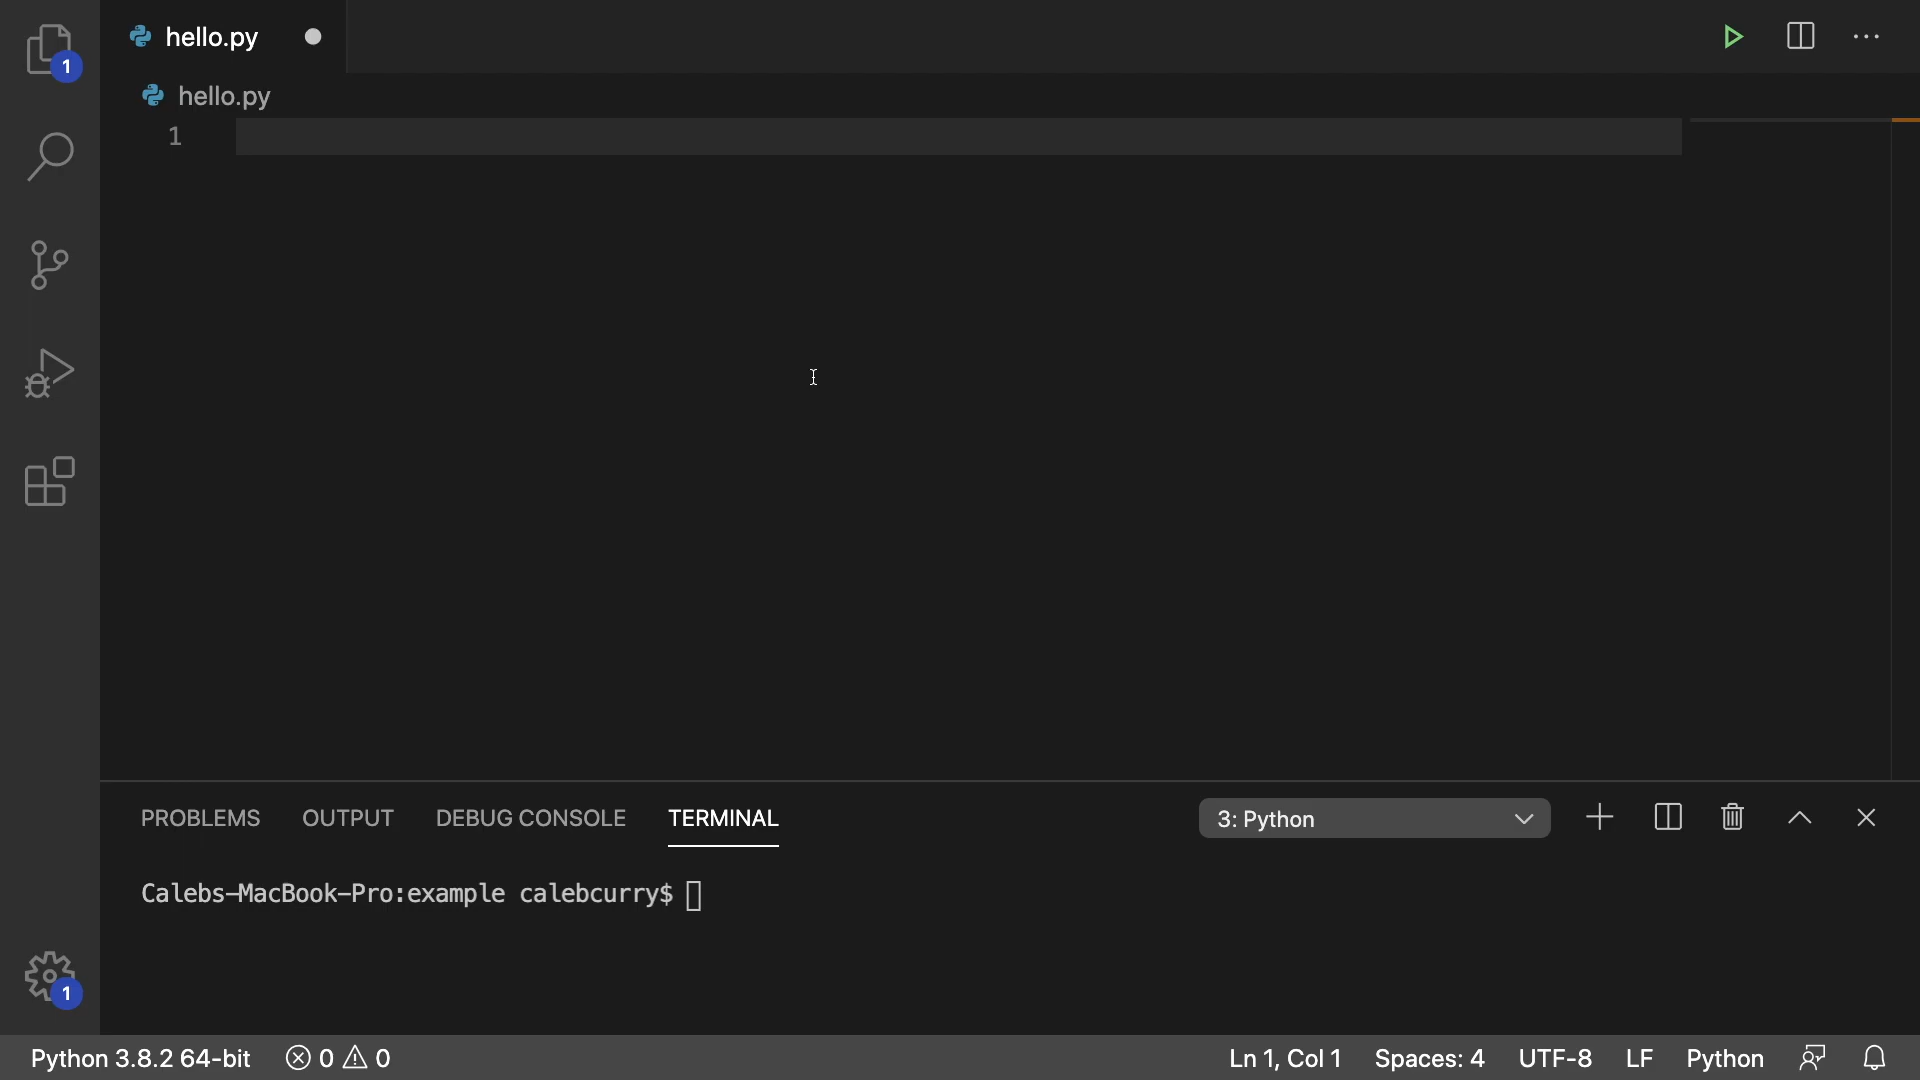 hello.py
1
hello.py
1
PROBLEMS OUTPUT DEBUG CONSOLE TERMINAL 3: Python
Calebs-MacBook-Pro:example calebcurry$
1
Python 3.8.2 64-bit 0 0 Ln 1, Col 1 Spaces: 4 UTF-8 LF Python